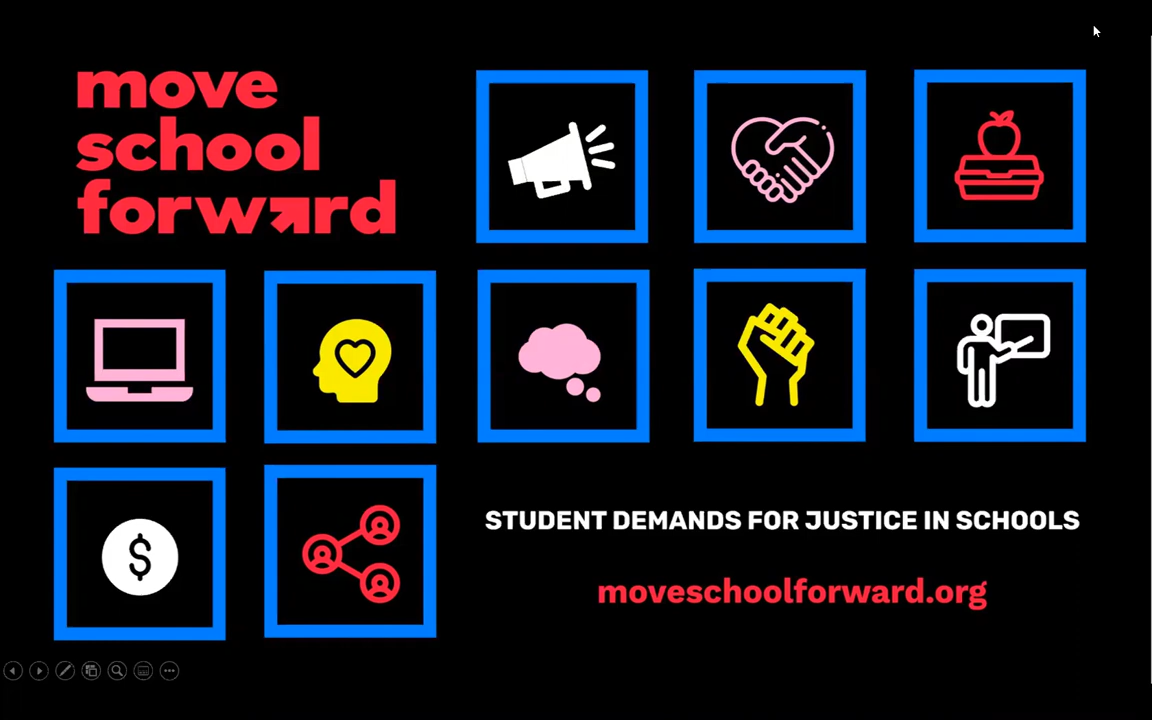 move
school
forward
$
STUDENT DEMANDS FOR JUSTICE IN SCHOOLS
moveschoolforward.org